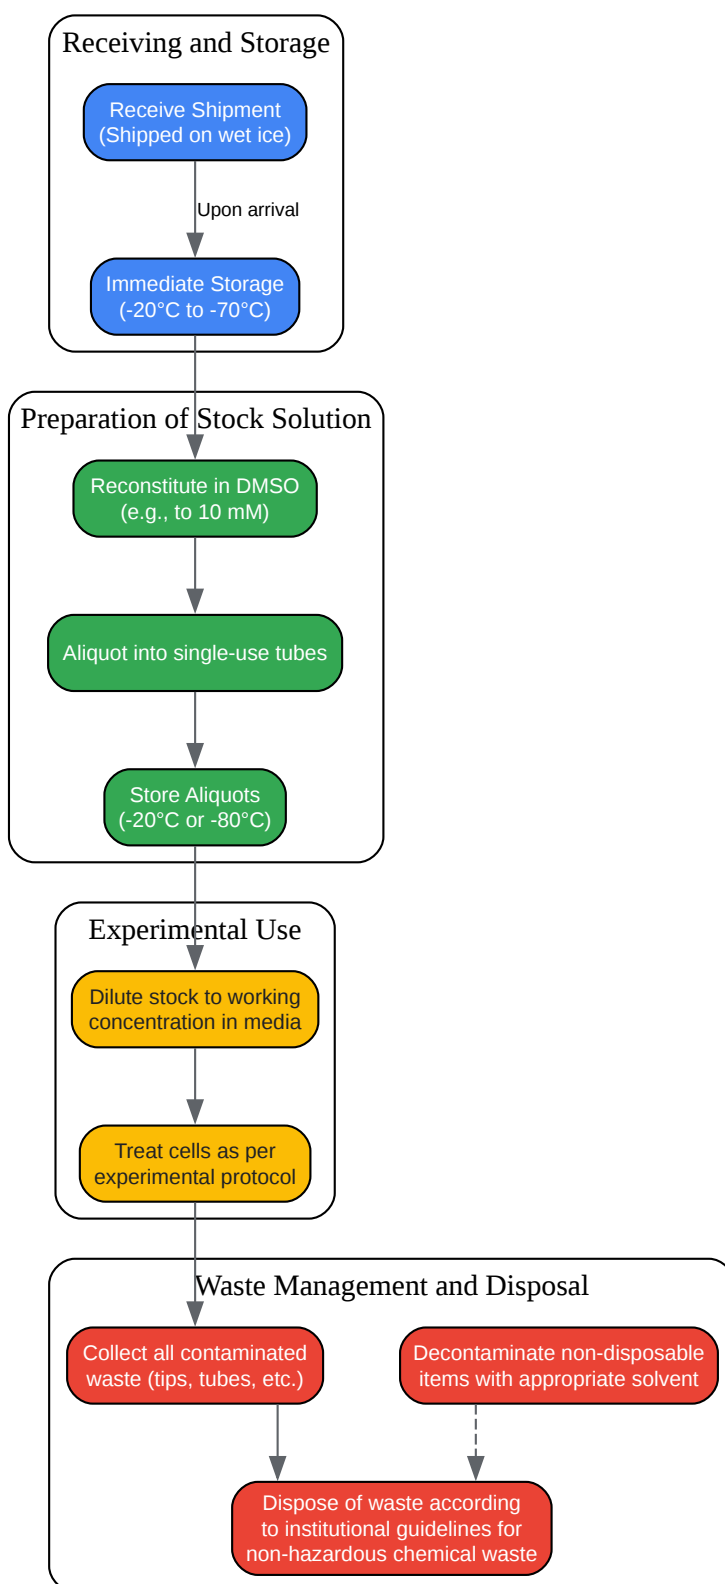 Receiving and Storage
Receive Shipment
(Shipped on wet ice)
Upon arrival
Immediate Storage
(-20°C to -70°C)
Preparation of Stock Solution
Reconstitute in DMSO
(e.g., to 10 mM)
Aliquot into single-use tubes
Store Aliquots
(-20°C or -80°C)
Experimental Use
Dilute stock to working
concentration in media
Treat cells as per
experimental protocol
Waste Management and Disposal
Collect all contaminated
waste (tips, tubes, etc.)
Decontaminate non-disposable
items with appropriate solvent
Dispose of waste according
to institutional guidelines for
non-hazardous chemical waste